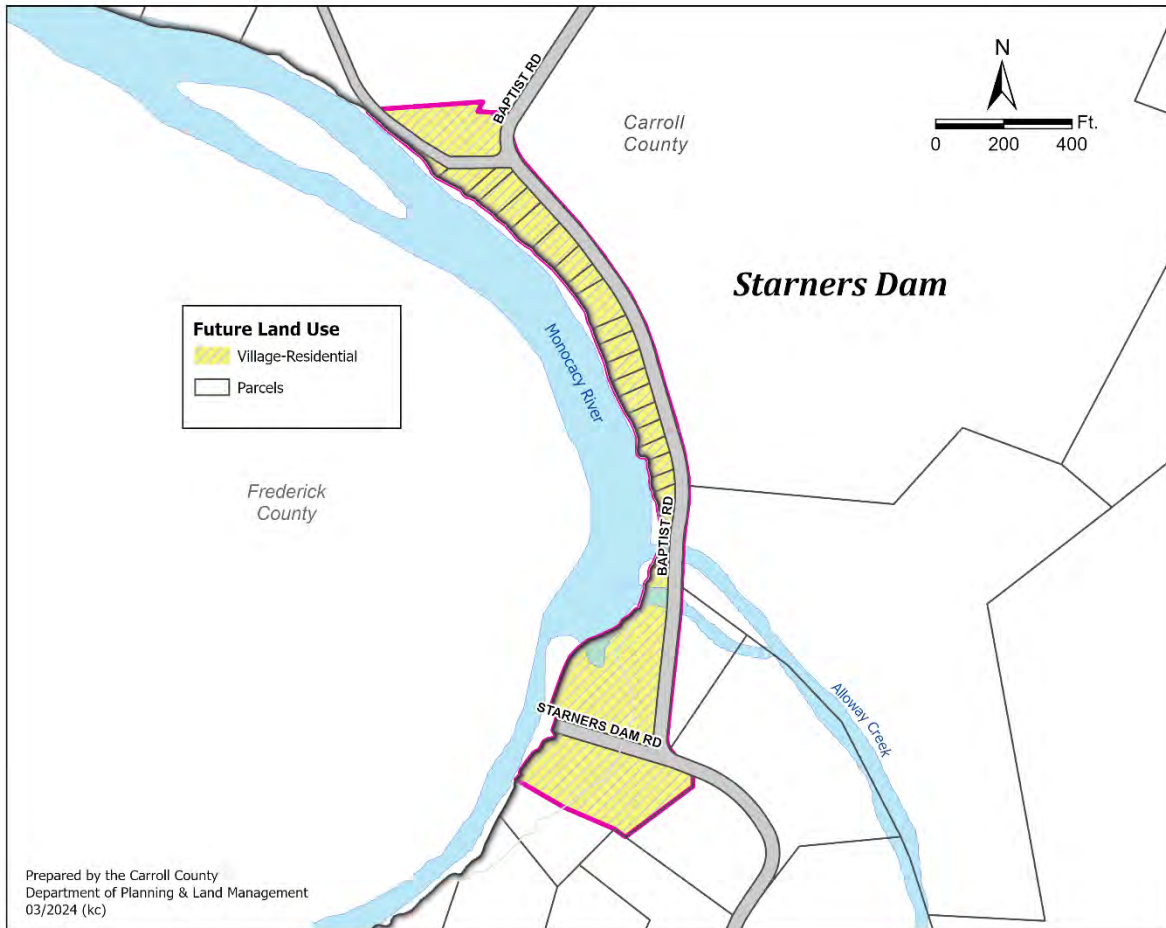 BAPTIST RD
N
Carroll
County
Ft.
0 200 400
Starners Dam
Future Land Use
Village-Residential
Parcels
Monocacy River
Frederick
County
BAPTIST RD
Alloway Creek
STARNERS DAM RD
Prepared by the Carroll County
Department of Planning & Land Management
03/2024 (kc)